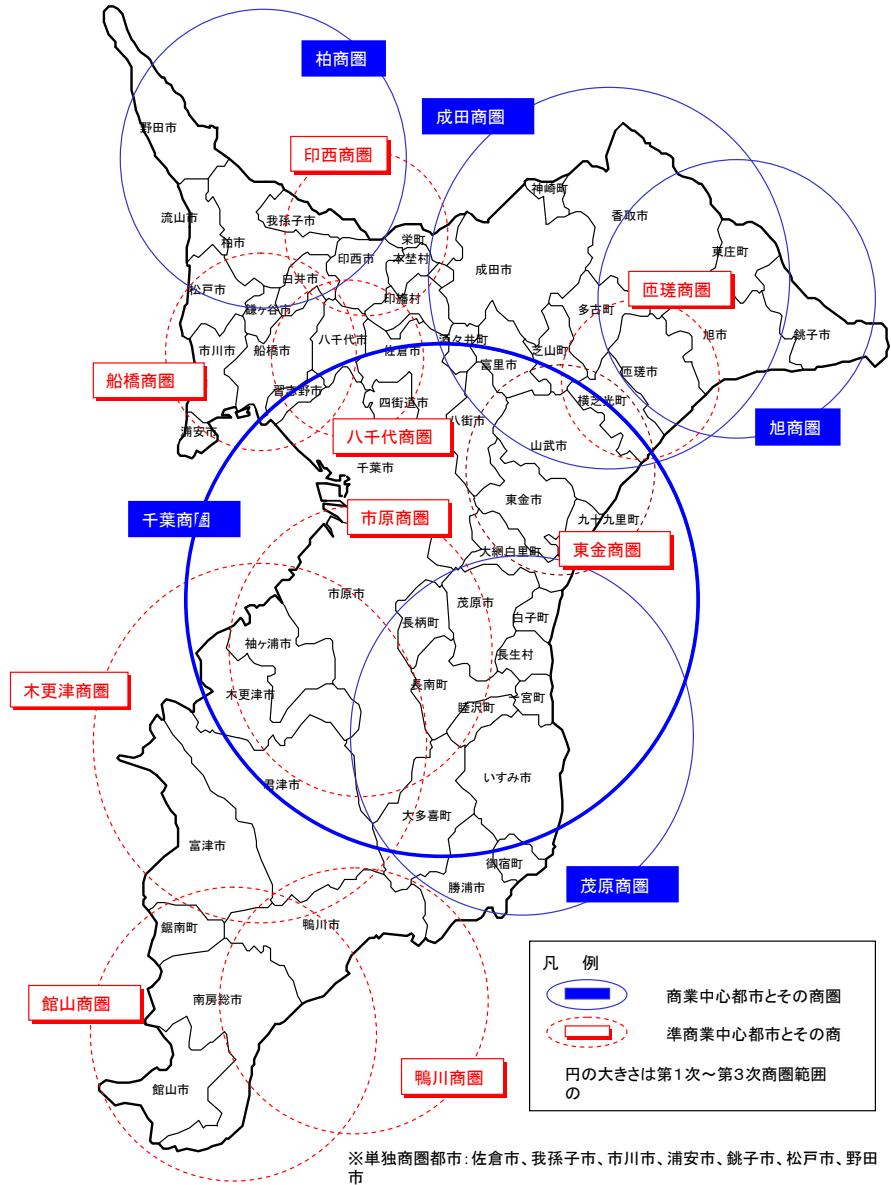 柏商圏
成田商圏
野田市
印西商圏
神崎町
香取市
流山市
我孫子市
柏市
栄町
東庄町
印西市
本埜村
成田市
白井市
松戸市
印旛村
匝瑳商圏
鎌ヶ谷市
多古町
八千代市
酒々井町
旭市
銚子市
市川市
船橋市
佐倉市
芝山町
富里市
匝瑳市
船橋商圏
習志野市
四街道市
横芝光町
八街市
浦安市
八千代商圏
山武市
旭商圏
千葉市
東金市
千葉商圏
市原商圏
九十九里町
大網白里町
東金商圏
市原市
茂原市
長柄町
白子町
袖ヶ浦市
長生村
木更津商圏
木更津市
長南町
一宮町
睦沢町
いすみ市
君津市
大多喜町
富津市
御宿町
勝浦市
茂原商圏
鋸南町
鴨川市
館山商圏
南房総市
鴨川商圏
館山市
凡 例
商業中心都市とその商圏
準商業中心都市とその商
円の大きさは第1次～第3次商圏範囲
の
※単独商圏都市:佐倉市、我孫子市、市川市、浦安市、銚子市、松戸市、野田
市